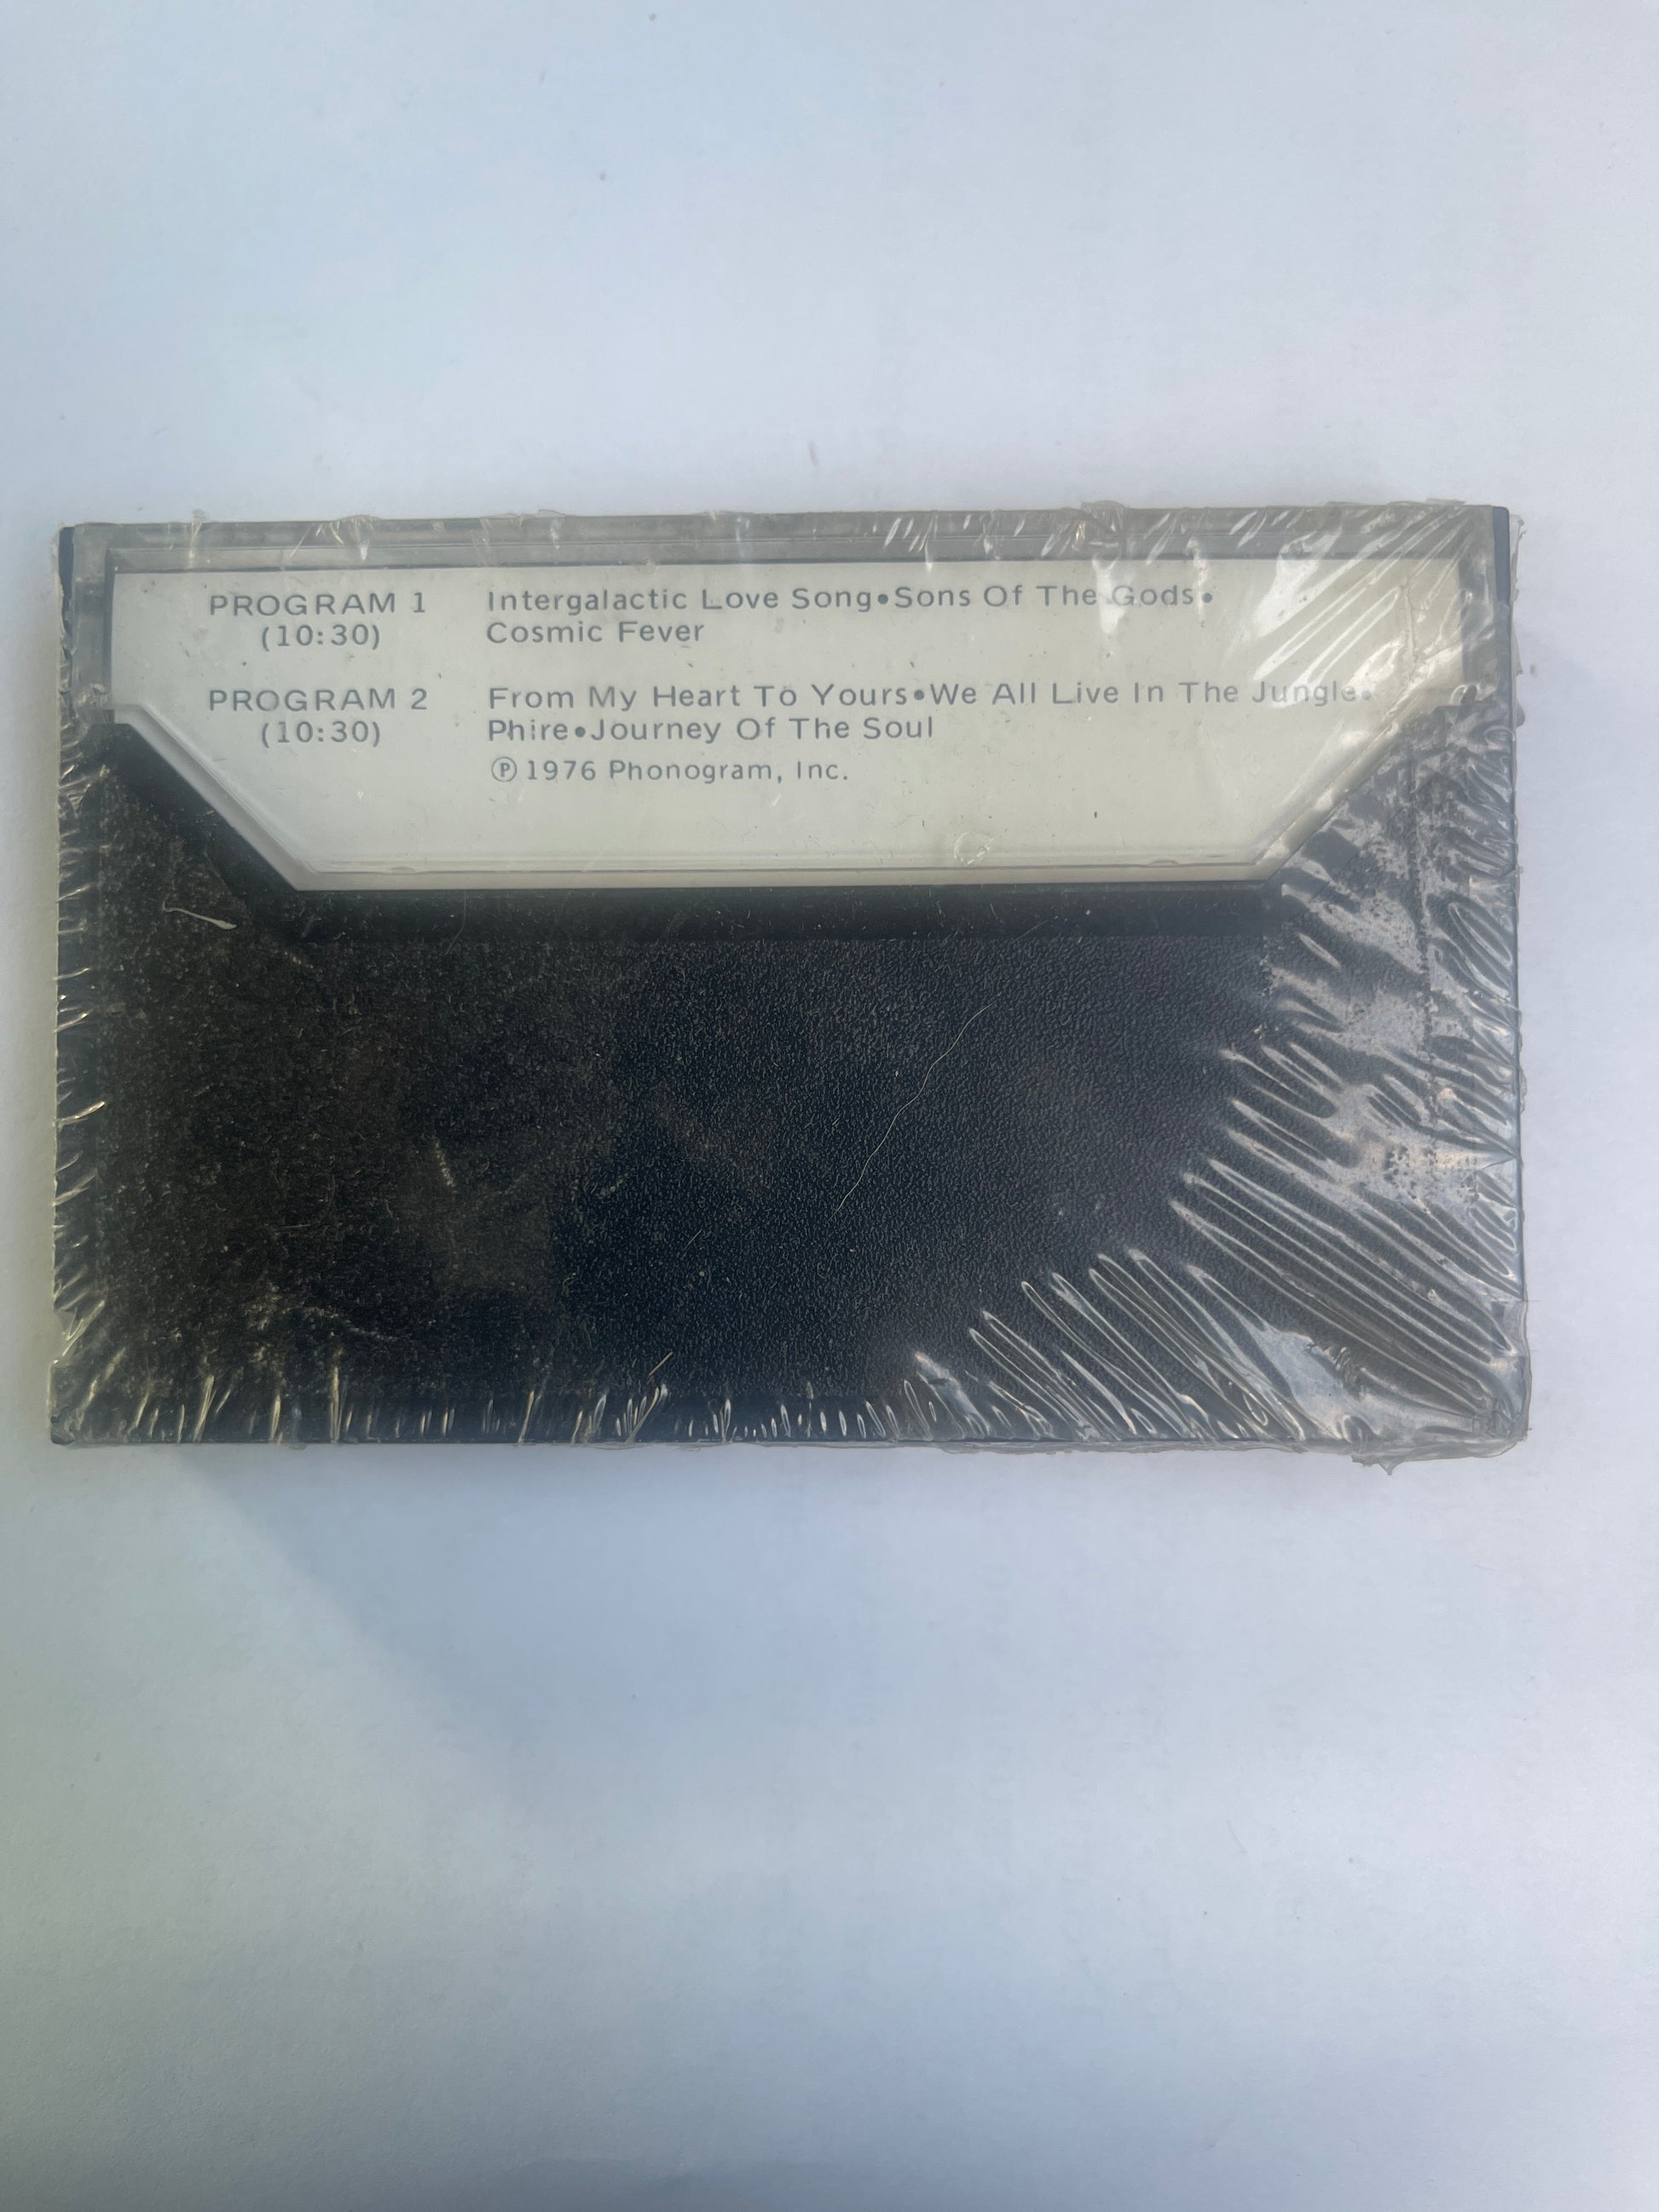 PROGRAM 1 Intergalactic Love Song•Sons Of The Gods•
(10:30) Cosmic Fever
PROGRAM 2 From My Heart To Yours•We All Live In The Jungle•
(10:30) Phire•Journey Of The Soul
Ⓟ 1976 Phonogram, Inc.